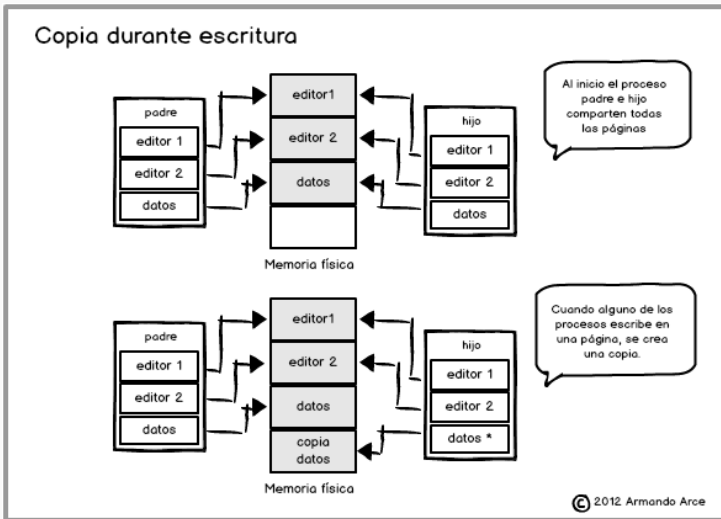 Copia durante escritura
padre
editor 1
editor 2
datos
editor1
editor 2
datos
Memoria física
hijo
editor 1
editor 2
datos
Al inicio el proceso
padre e hijo
comparten todas
las páginas
padre
editor 1
editor 2
datos
editor1
editor 2
datos
copia
datos
Memoria física
hijo
editor 1
editor 2
datos *
Cuando alguno de los
procesos escribe en
una página, se crea
una copia.
© 2012 Armando Arce